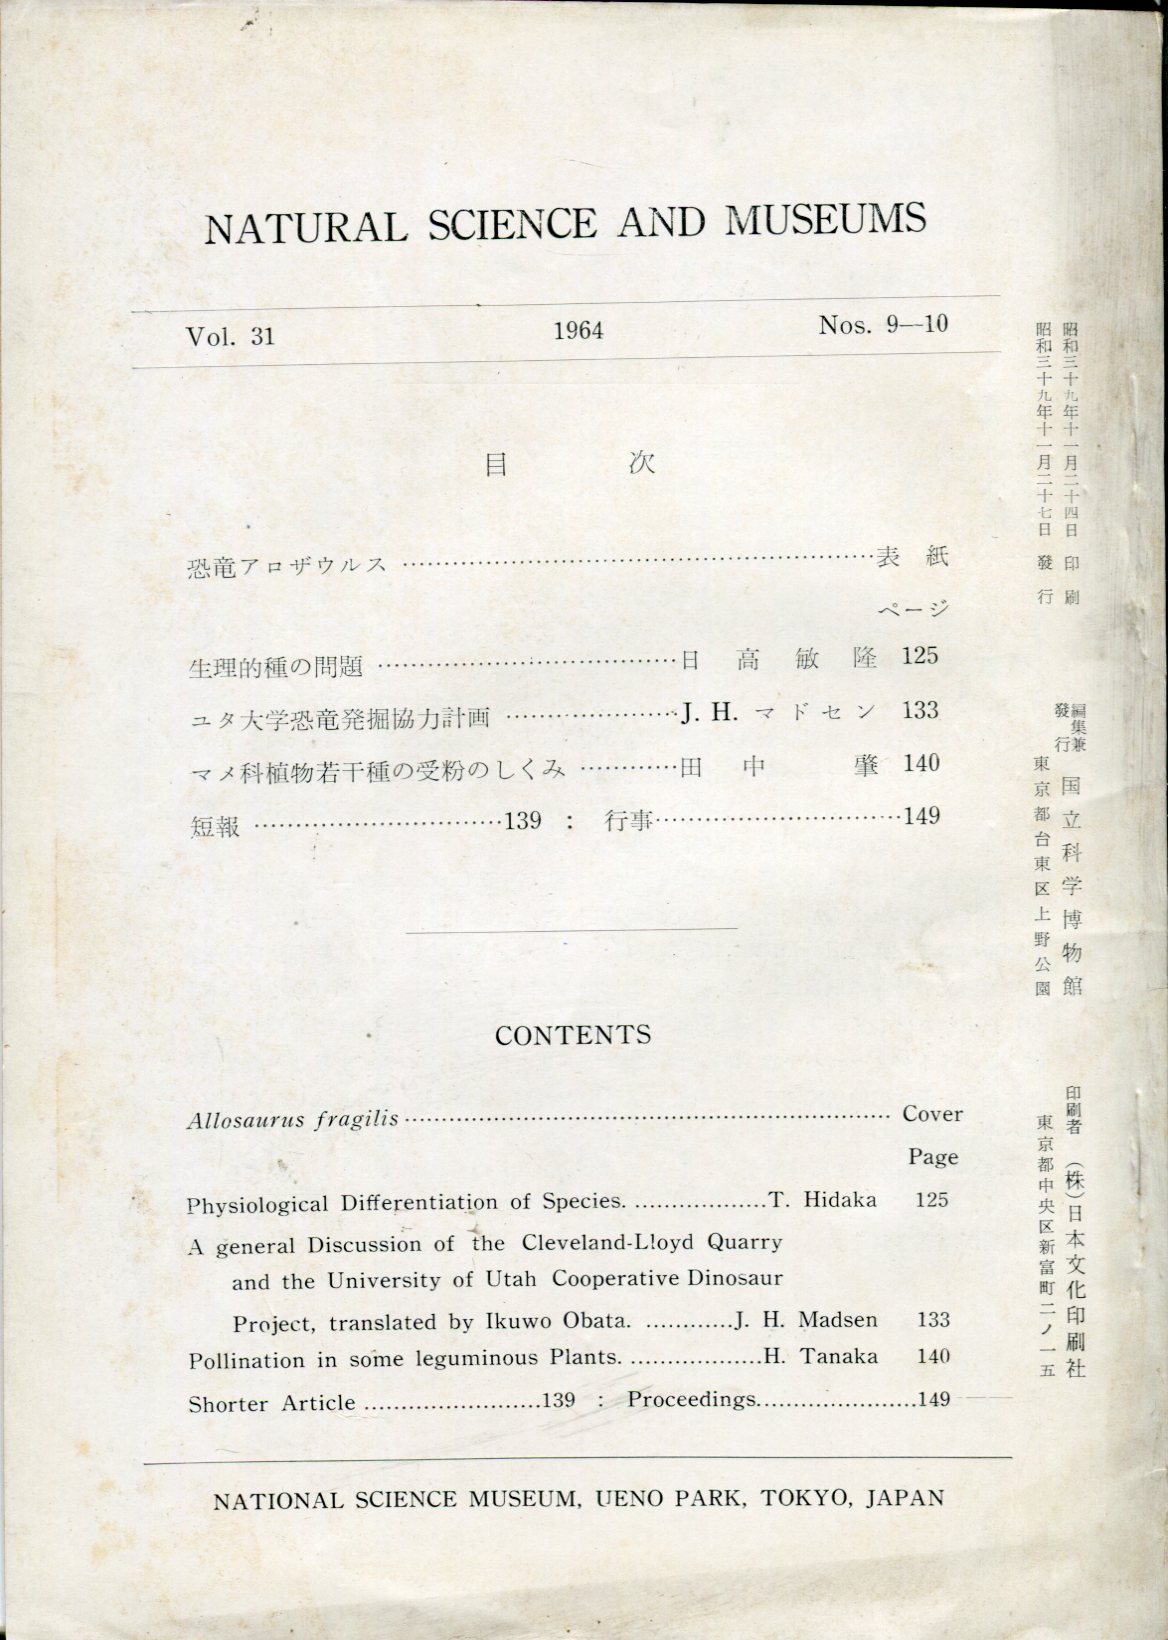 NATURAL SCIENCE AND MUSEUMS
Vol. 31 1964 Nos. 9—10
目 次
恐竜アロザウルス ……………………………………………………表 紙
ページ
生理的種の問題 ………………………………日 高 敏 隆 125
ユタ大学恐竜発掘協力計画 …………………J. H. マドセン 133
マメ科植物若干種の受粉のしくみ …………田 中 肇 140
短報 …………………………139 : 行事…………………………149
CONTENTS
Allosaurus fragilis …………………………………………………… Cover
Page
Physiological Differentiation of Species. ..................T. Hidaka 125
A general Discussion of the Cleveland-Lloyd Quarry
and the University of Utah Cooperative Dinosaur
Project, translated by Ikuwo Obata. ............J. H. Madsen 133
Pollination in some leguminous Plants. ..................H. Tanaka 140
Shorter Article ........................139 : Proceedings......................149
NATIONAL SCIENCE MUSEUM, UENO PARK, TOKYO, JAPAN
昭和三十九年十一月二十四日 印刷
昭和三十九年十一月二十七日 發行
編集兼
發行 国立科学博物館
東京都台東区上野公園
印刷者 (株)日本文化印刷社
東京都中央区新富町二ノ一五